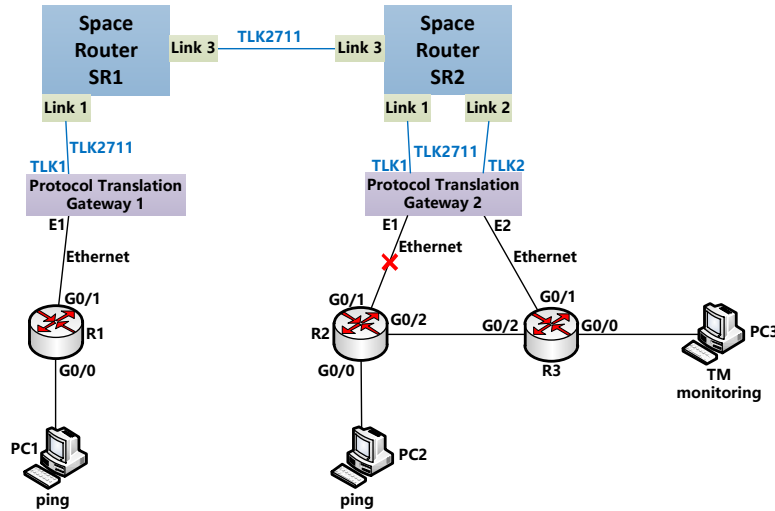 Space
Router
SR1
Link 3
Link 1
TLK2711
Space
Router
SR2
Link 3
Link 1
Link 2
TLK2711
TLK1
Protocol Translation
Gateway 1
E1
Ethernet
TLK2711
TLK1
TLK2
Protocol Translation
Gateway 2
E1
E2
Ethernet
Ethernet
G0/1
R1
G0/0
PC1
ping
G0/1
R2
G0/2
G0/0
PC2
ping
G0/1
G0/2
G0/0
R3
PC3
TM
monitoring